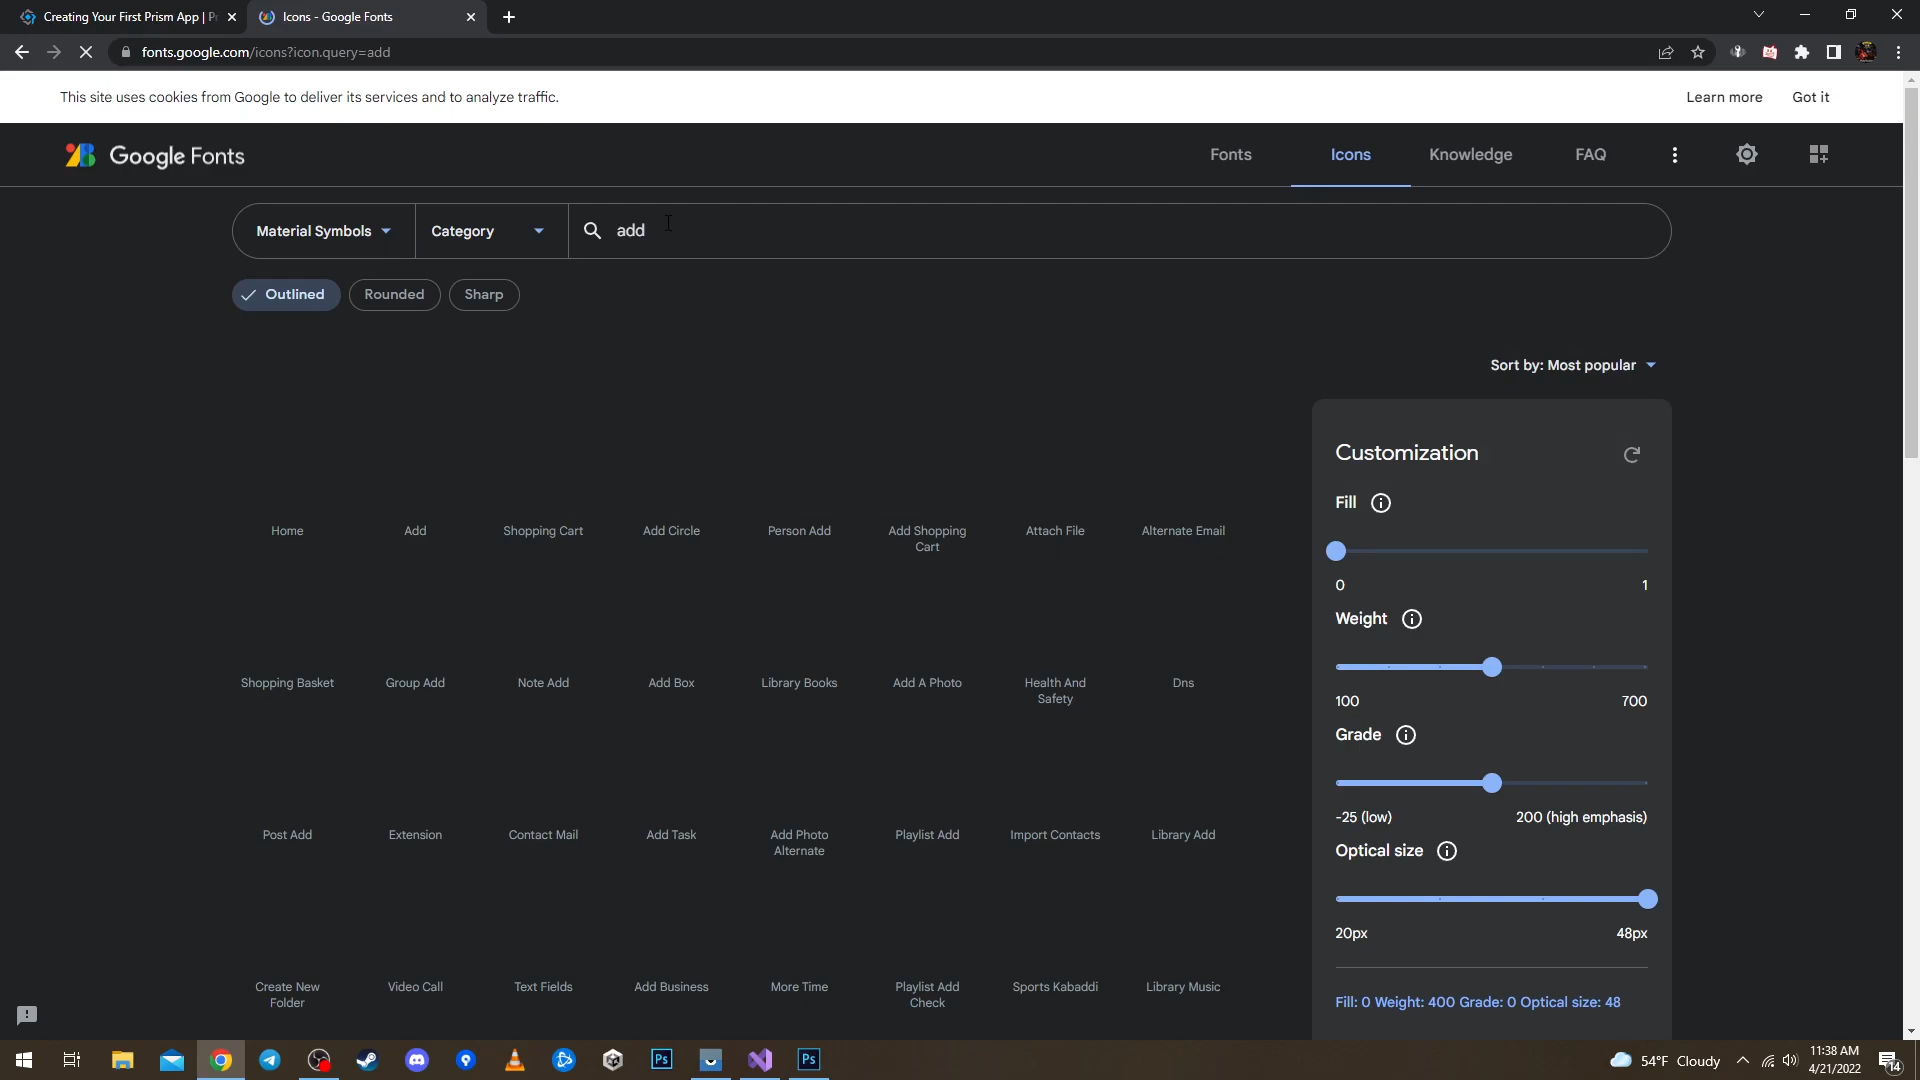 Creating Your First Prism App | Pr
Icons - Google Fonts
fonts.google.com/icons?icon.query=add
This site uses cookies from Google to deliver its services and to analyze traffic.
Learn more
Got it
Google Fonts
Fonts
Icons
Knowledge
FAQ
Material Symbols
Category
add
Outlined
Rounded
Sharp
Sort by: Most popular
Customization
Fill
0
1
Weight
100
700
Grade
-25 (low)
200 (high emphasis)
Optical size
20px
48px
Fill: 0 Weight: 400 Grade: 0 Optical size: 48
Home
Add
Shopping Cart
Add Circle
Person Add
Add Shopping
Cart
Attach File
Alternate Email
Shopping Basket
Group Add
Note Add
Add Box
Library Books
Add A Photo
Health And
Safety
Dns
Post Add
Extension
Contact Mail
Add Task
Add Photo
Alternate
Playlist Add
Import Contacts
Library Add
Create New
Folder
Video Call
Text Fields
Add Business
More Time
Playlist Add
Check
Sports Kabaddi
Library Music
Ps
Ps
54°F Cloudy
11:38 AM
4/21/2022
14